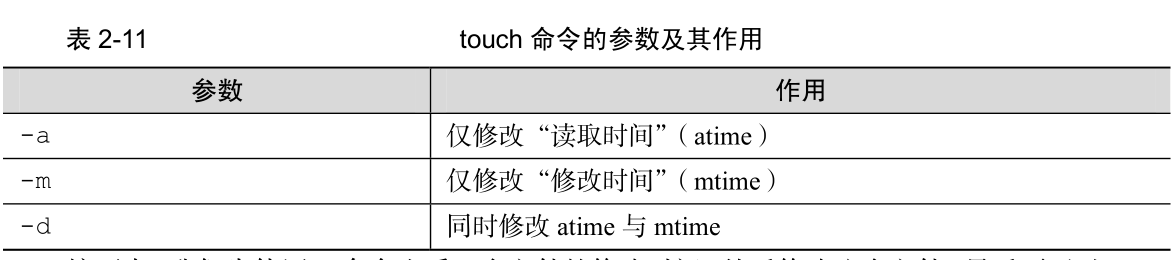 表 2-11 touch 命令的参数及其作用
参数 作用
-a 仅修改“读取时间”（atime）
-m 仅修改“修改时间”（mtime）
-d 同时修改 atime 与 mtime